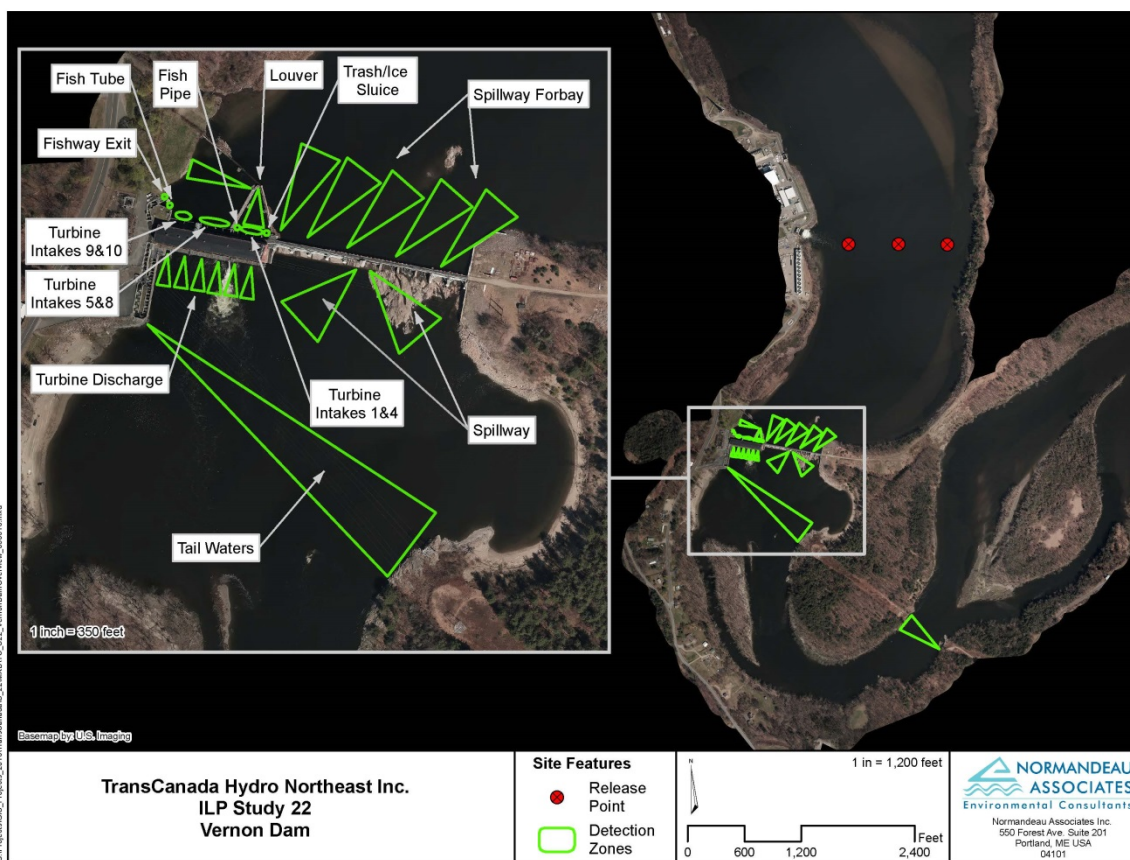 Fish Tube
Fish
Pipe
Louver
Trash/Ice
Sluice
Spillway Forbay
Fishway Exit
Turbine
Intakes 9&10
Turbine
Intakes 5&8
Turbine Discharge
Turbine
Intakes 1&4
Spillway
Tail Waters
1 inch = 350 feet
Basemap by: U.S. Imaging
TransCanada Hydro Northeast Inc.
ILP Study 22
Vernon Dam
Site Features
Release
Point
Detection
Zones
N
1 in = 1,200 feet
Feet
0 600 1,200 2,400
NORMANDEAU
ASSOCIATES
Environmental Consultants
Normandeau Associates Inc.
550 Forest Ave. Suite 201
Portland, ME USA
04101